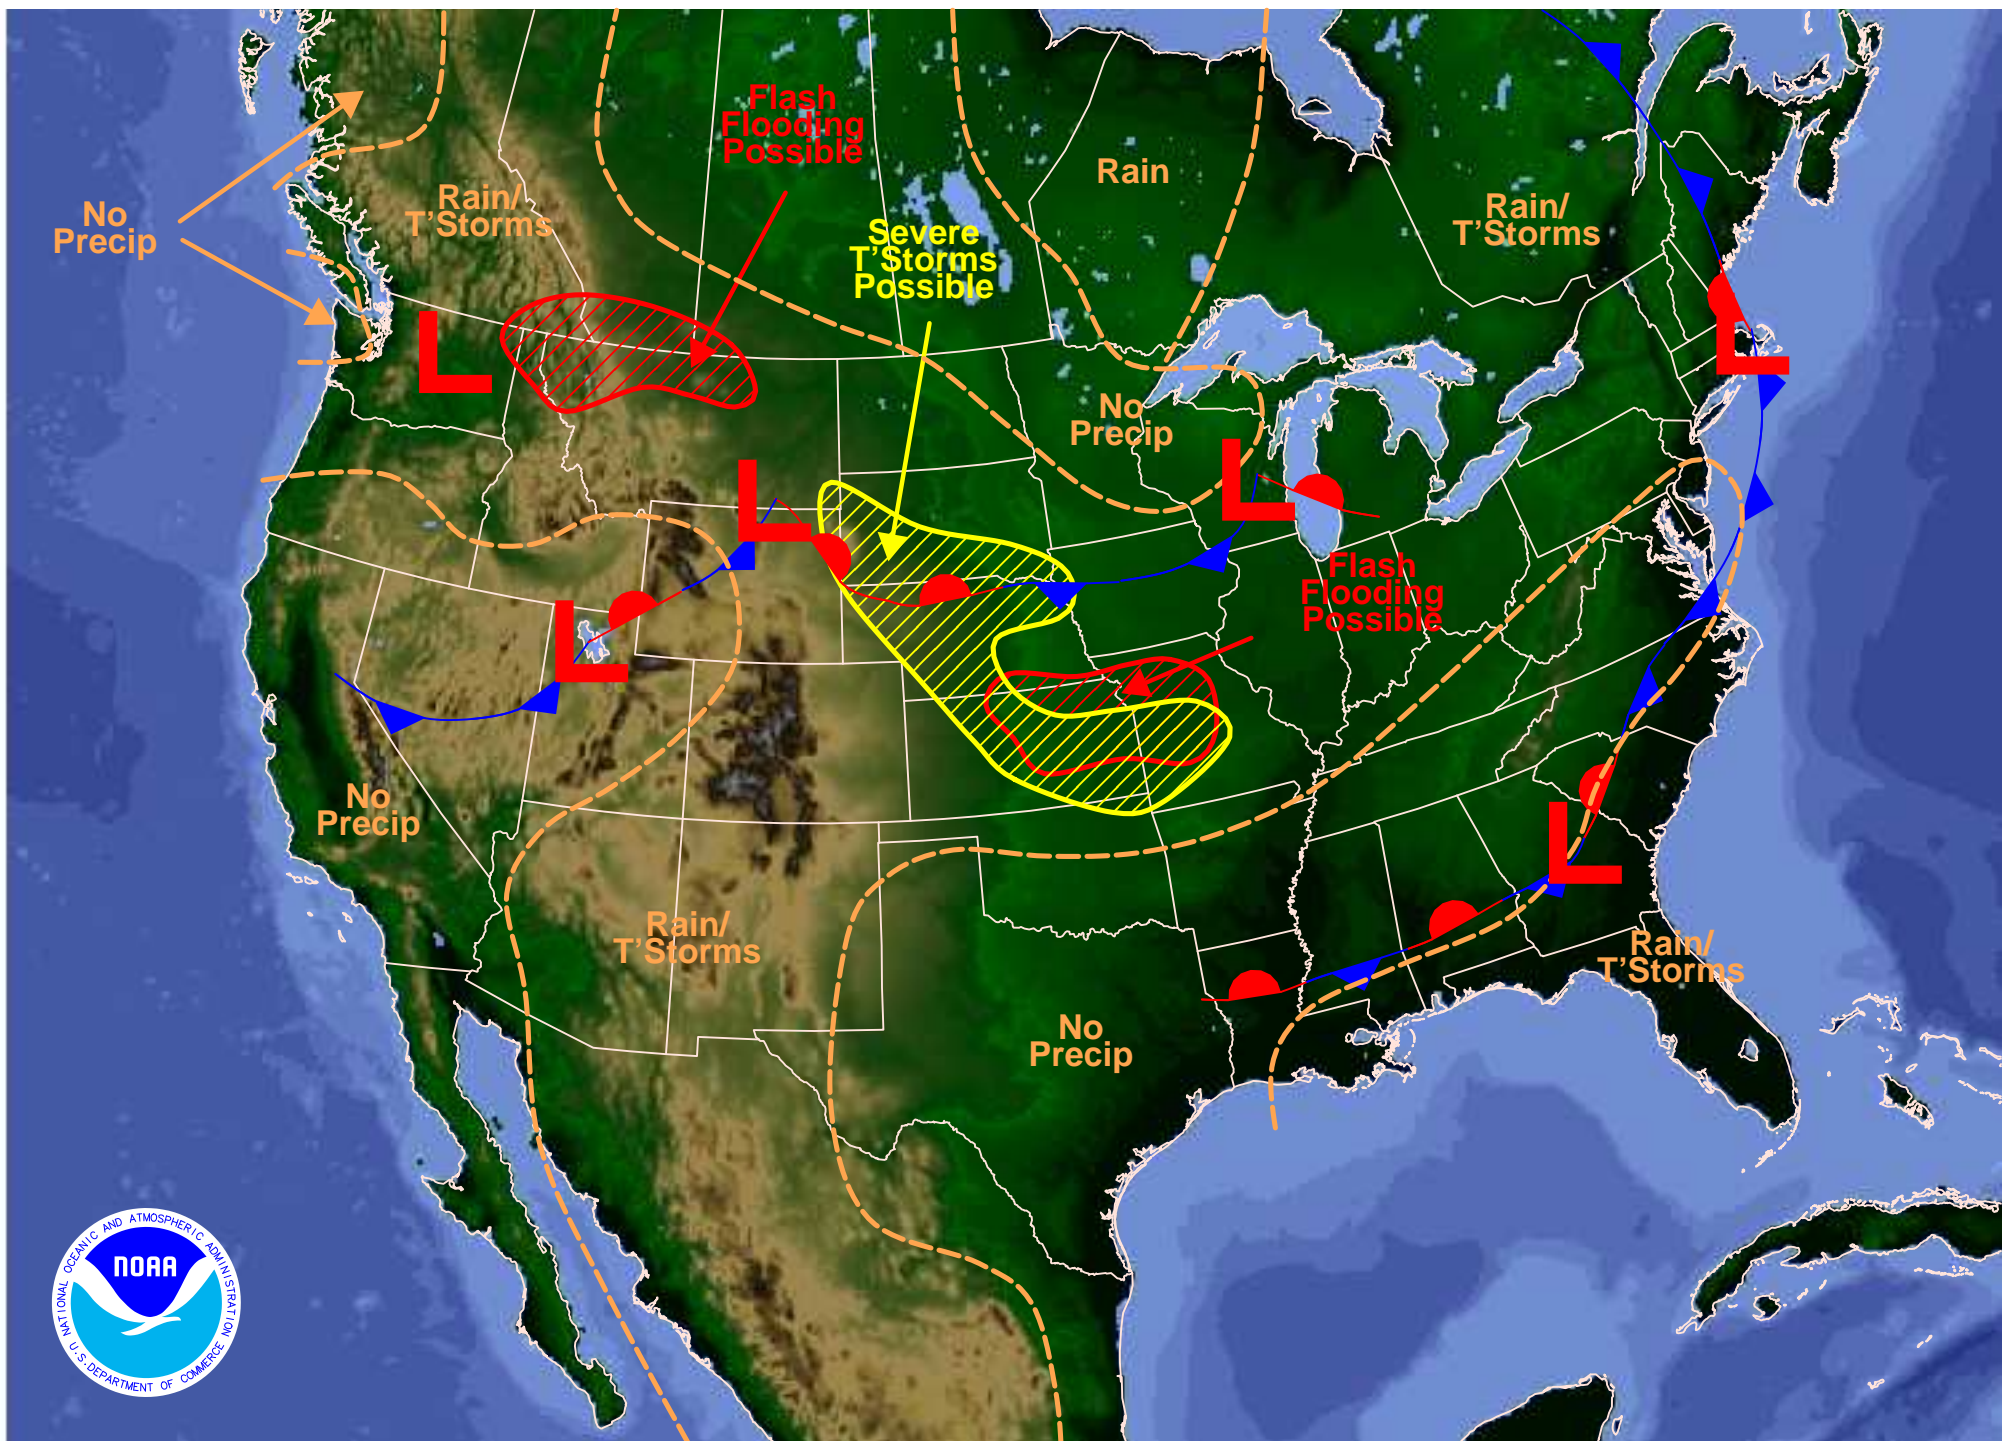 Flash
Flooding
Possible
Rain
No
Precip
Rain/
T'Storms
Severe
T'Storms
Possible
Rain/
T'Storms
No
Precip
L
L
L
L
L
Flash
Flooding
Possible
L
No
Precip
Rain/
T'Storms
Rain/
T'Storms
No
Precip
NATIONAL OCEANIC AND ATMOSPHERIC ADMINISTRATION
NOAA
U.S. DEPARTMENT OF COMMERCE